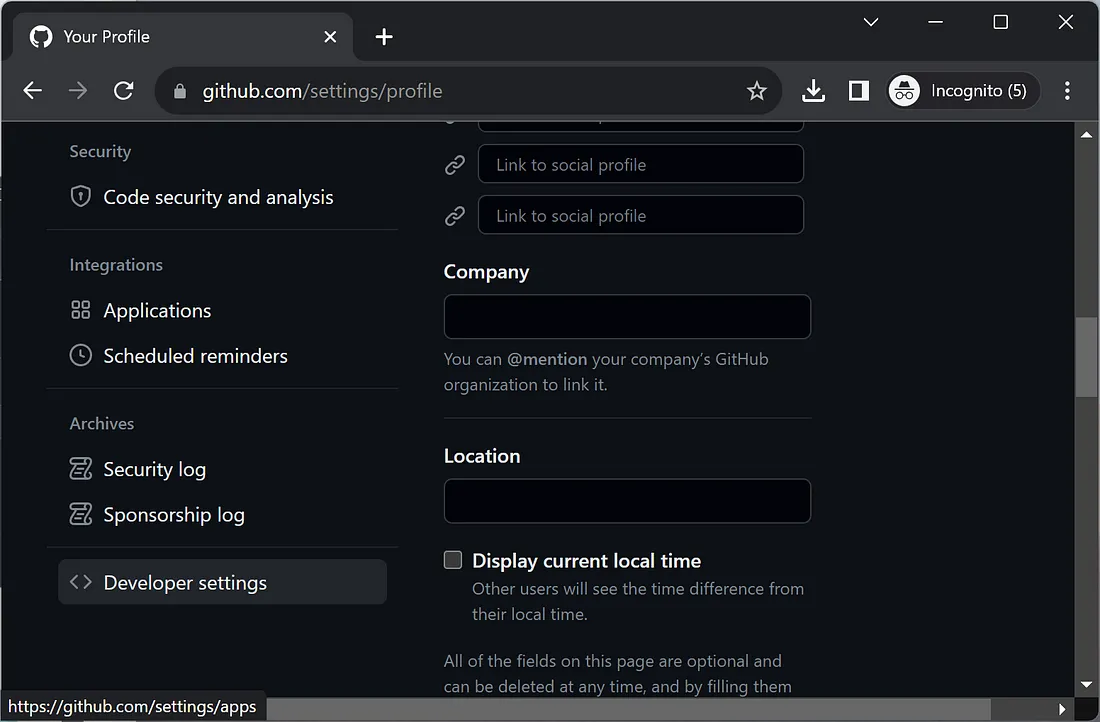 Your Profile
github.com/settings/profile
Incognito (5)
Security
Code security and analysis
Integrations
Applications
Scheduled reminders
Archives
Security log
Sponsorship log
Developer settings
Link to social profile
Link to social profile
Company
You can @mention your company’s GitHub
organization to link it.
Location
Display current local time
Other users will see the time difference from
their local time.
All of the fields on this page are optional and
can be deleted at any time, and by filling them
https://github.com/settings/apps